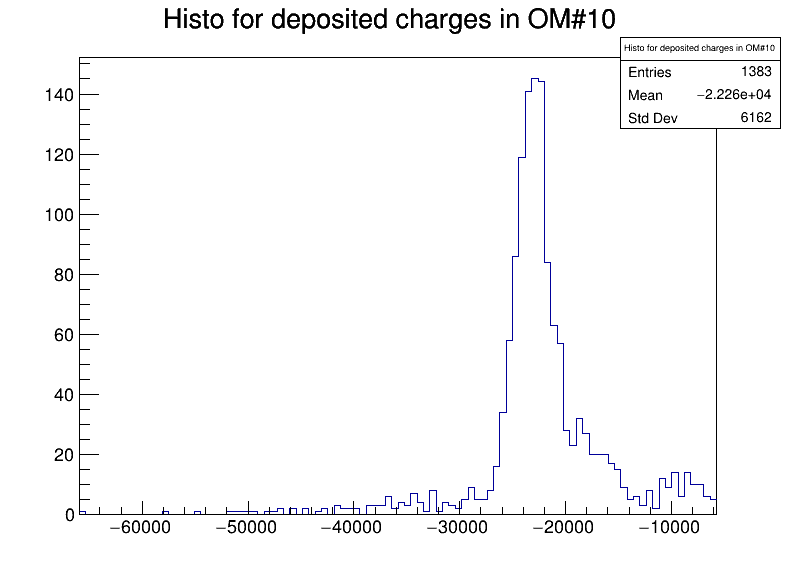 Histo for deposited charges in OM#10
Histo for deposited charges in OM#10
Entries 1383
Mean −2.226e+04
Std Dev 6162
140
120
100
80
60
40
20
0
−60000 −50000 −40000 −30000 −20000 −10000